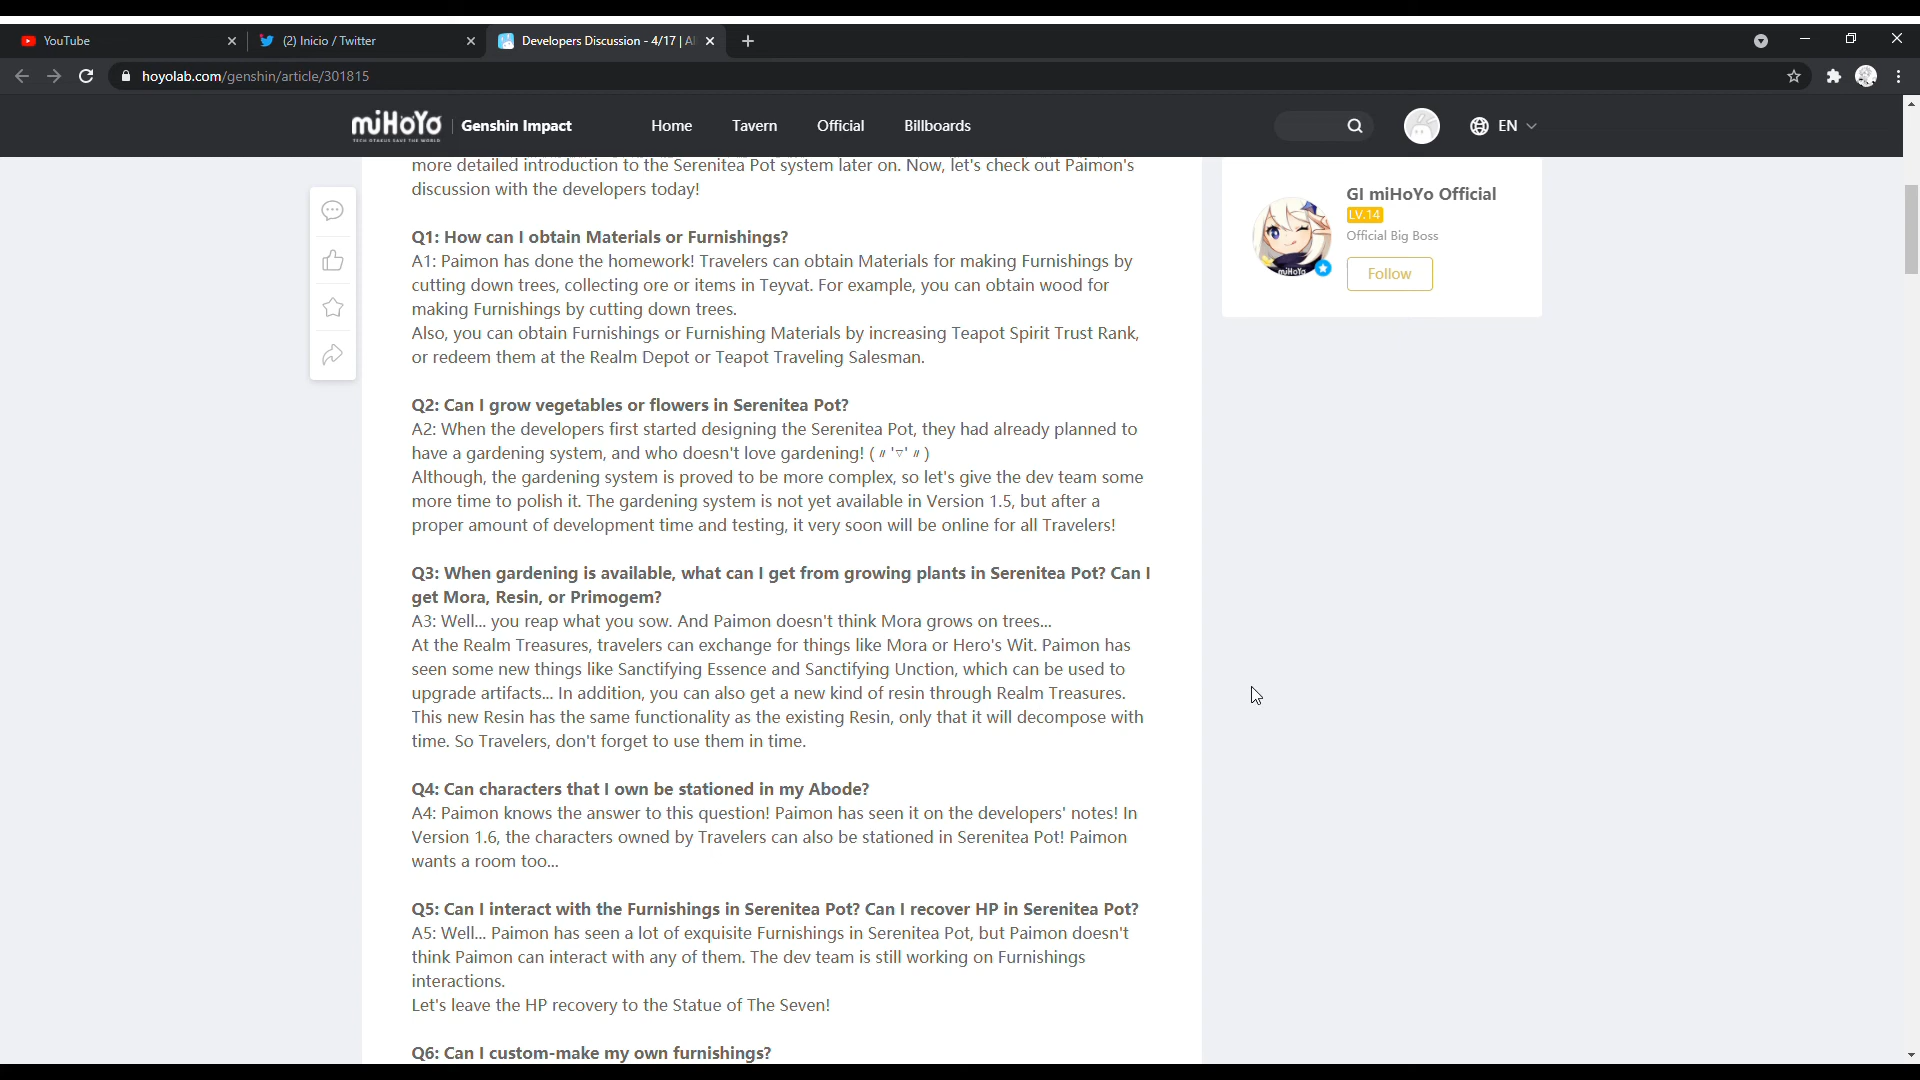 YouTube
(2) Inicio / Twitter
Developers Discussion - 4/17 | Al
hoyolab.com/genshin/article/301815
miHoYo
TECH OTAKUS SAVE THE WORLD
Genshin Impact
Home
Tavern
Official
Billboards
EN
more detailed introduction to the Serenitea Pot system later on. Now, let's check out Paimon's
discussion with the developers today!
Q1: How can I obtain Materials or Furnishings?
A1: Paimon has done the homework! Travelers can obtain Materials for making Furnishings by
cutting down trees, collecting ore or items in Teyvat. For example, you can obtain wood for
making Furnishings by cutting down trees.
Also, you can obtain Furnishings or Furnishing Materials by increasing Teapot Spirit Trust Rank,
or redeem them at the Realm Depot or Teapot Traveling Salesman.
Q2: Can I grow vegetables or flowers in Serenitea Pot?
A2: When the developers first started designing the Serenitea Pot, they had already planned to
have a gardening system, and who doesn't love gardening! (〃'▽'〃)
Although, the gardening system is proved to be more complex, so let's give the dev team some
more time to polish it. The gardening system is not yet available in Version 1.5, but after a
proper amount of development time and testing, it very soon will be online for all Travelers!
Q3: When gardening is available, what can I get from growing plants in Serenitea Pot? Can I
get Mora, Resin, or Primogem?
A3: Well... you reap what you sow. And Paimon doesn't think Mora grows on trees...
At the Realm Treasures, travelers can exchange for things like Mora or Hero's Wit. Paimon has
seen some new things like Sanctifying Essence and Sanctifying Unction, which can be used to
upgrade artifacts... In addition, you can also get a new kind of resin through Realm Treasures.
This new Resin has the same functionality as the existing Resin, only that it will decompose with
time. So Travelers, don't forget to use them in time.
Q4: Can characters that I own be stationed in my Abode?
A4: Paimon knows the answer to this question! Paimon has seen it on the developers' notes! In
Version 1.6, the characters owned by Travelers can also be stationed in Serenitea Pot! Paimon
wants a room too...
Q5: Can I interact with the Furnishings in Serenitea Pot? Can I recover HP in Serenitea Pot?
A5: Well... Paimon has seen a lot of exquisite Furnishings in Serenitea Pot, but Paimon doesn't
think Paimon can interact with any of them. The dev team is still working on Furnishings
interactions.
Let's leave the HP recovery to the Statue of The Seven!
Q6: Can I custom-make my own furnishings?
GI miHoYo Official
LV.14
Official Big Boss
Follow
miHoYo